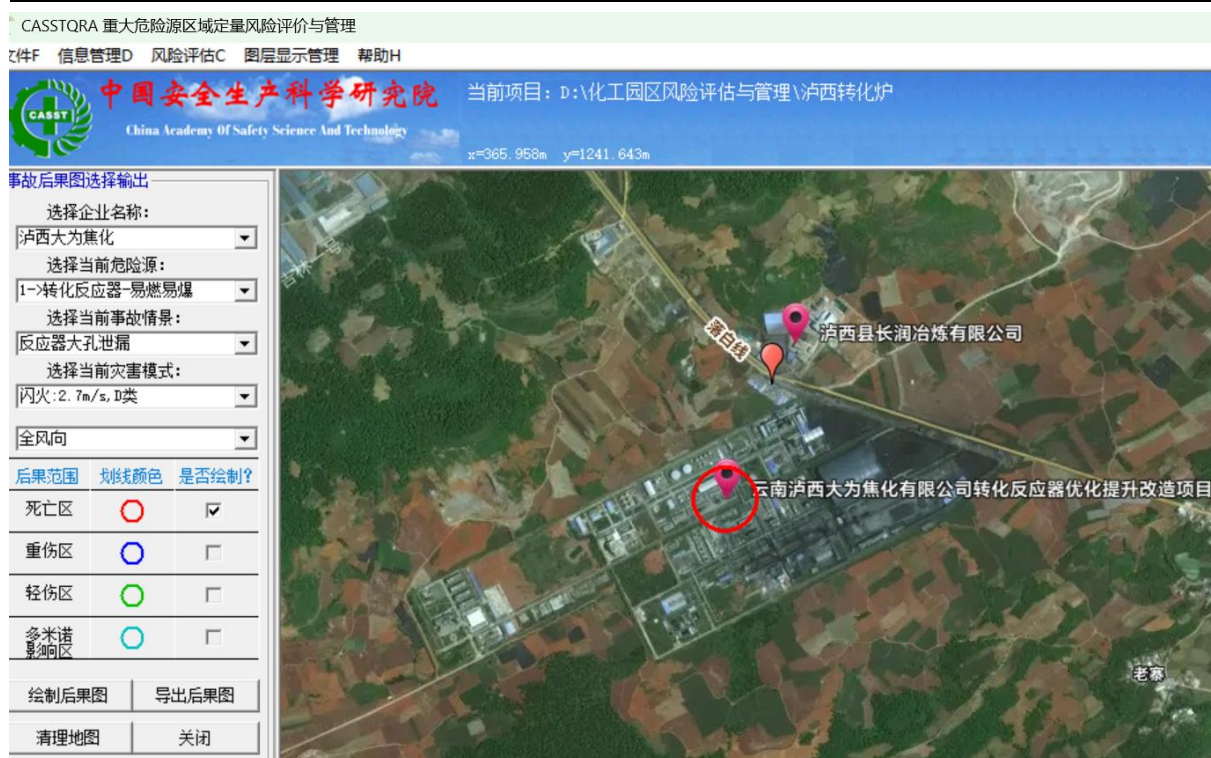 CASSTQRA 重大危险源区域定量风险评价与管理
文件F 信息管理D 风险评估C 图层显示管理 帮助H
中国安全生产科学研究院
CASST
China Academy Of Safety Science And Technology
当前项目：D:\化工园区风险评估与管理\泸西转化炉
x=365.958m y=1241.643m
事故后果图选择输出
选择企业名称：
泸西大为焦化
选择当前危险源：
1->转化反应器-易燃易爆
选择当前事故情景：
反应器大孔泄漏
选择当前灾害模式：
闪火:2.7m/s,D类
全风向
后果范围 划线颜色 是否绘制?
死亡区
重伤区
轻伤区
多米诺
影响区
绘制后果图 导出后果图
清理地图 关闭
泸西县长润冶炼有限公司
云南泸西大为焦化有限公司转化反应器优化提升改造项目
老寨